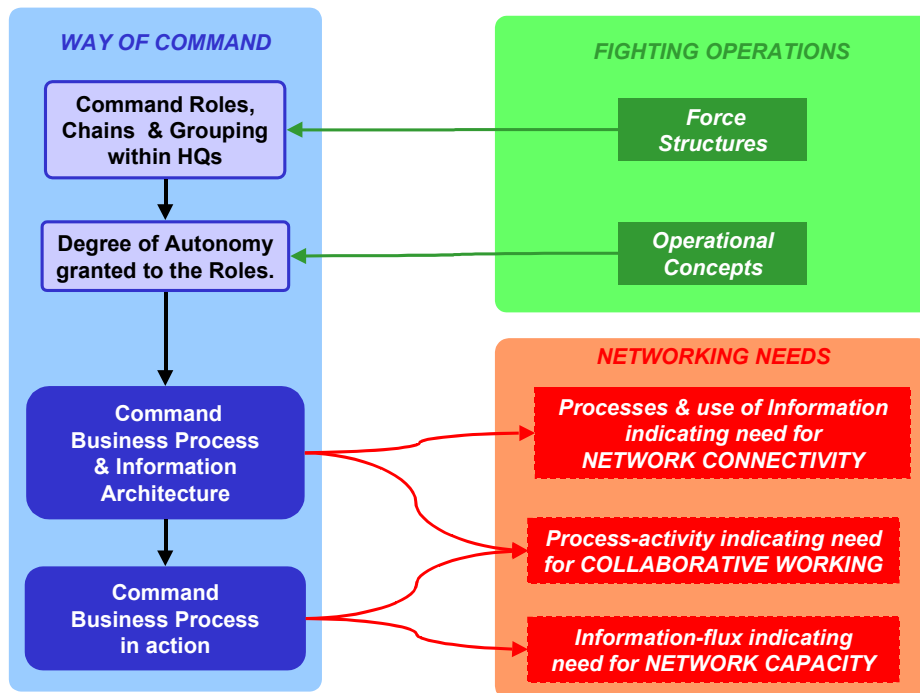 WAY OF COMMAND
Command Roles,
Chains & Grouping
within HQs
Degree of Autonomy
granted to the Roles.
Command
Business Process
& Information
Architecture
Command
Business Process
in action
FIGHTING OPERATIONS
Force
Structures
Operational
Concepts
NETWORKING NEEDS
Processes & use of Information
indicating need for
NETWORK CONNECTIVITY
Process-activity indicating need
for COLLABORATIVE WORKING
Information-flux indicating
need for NETWORK CAPACITY